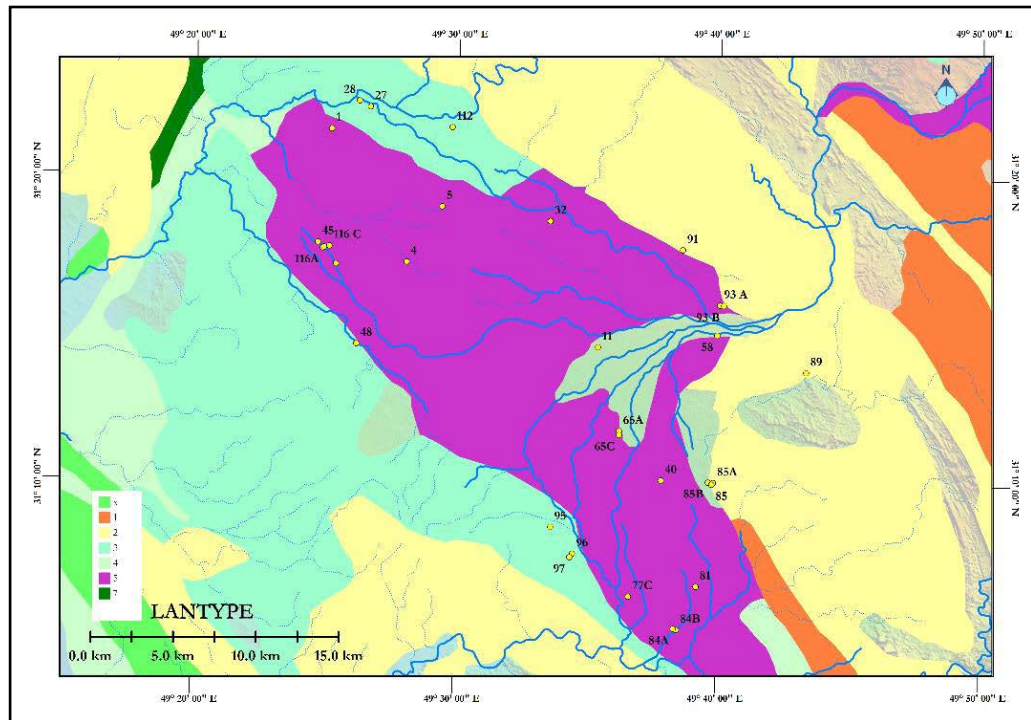 49° 20' 00" E
49° 30' 00" E
49° 40' 00" E
49° 50' 00" E
N
28
27
1
112
31° 20' 00" N
31° 20' 00" N
5
32
45
116 C
116A
4
91
93 A
93 B
48
11
58
89
66A
65C
40
85A
85B
85
31° 10' 00" N
31° 10' 00" N
95
96
97
77C
81
84B
84A
1
2
3
4
5
7
LANTYPE
0.0 km
5.0 km
10.0 km
15.0 km
49° 20' 00" E
49° 30' 00" E
49° 40' 00" E
49° 50' 00" E